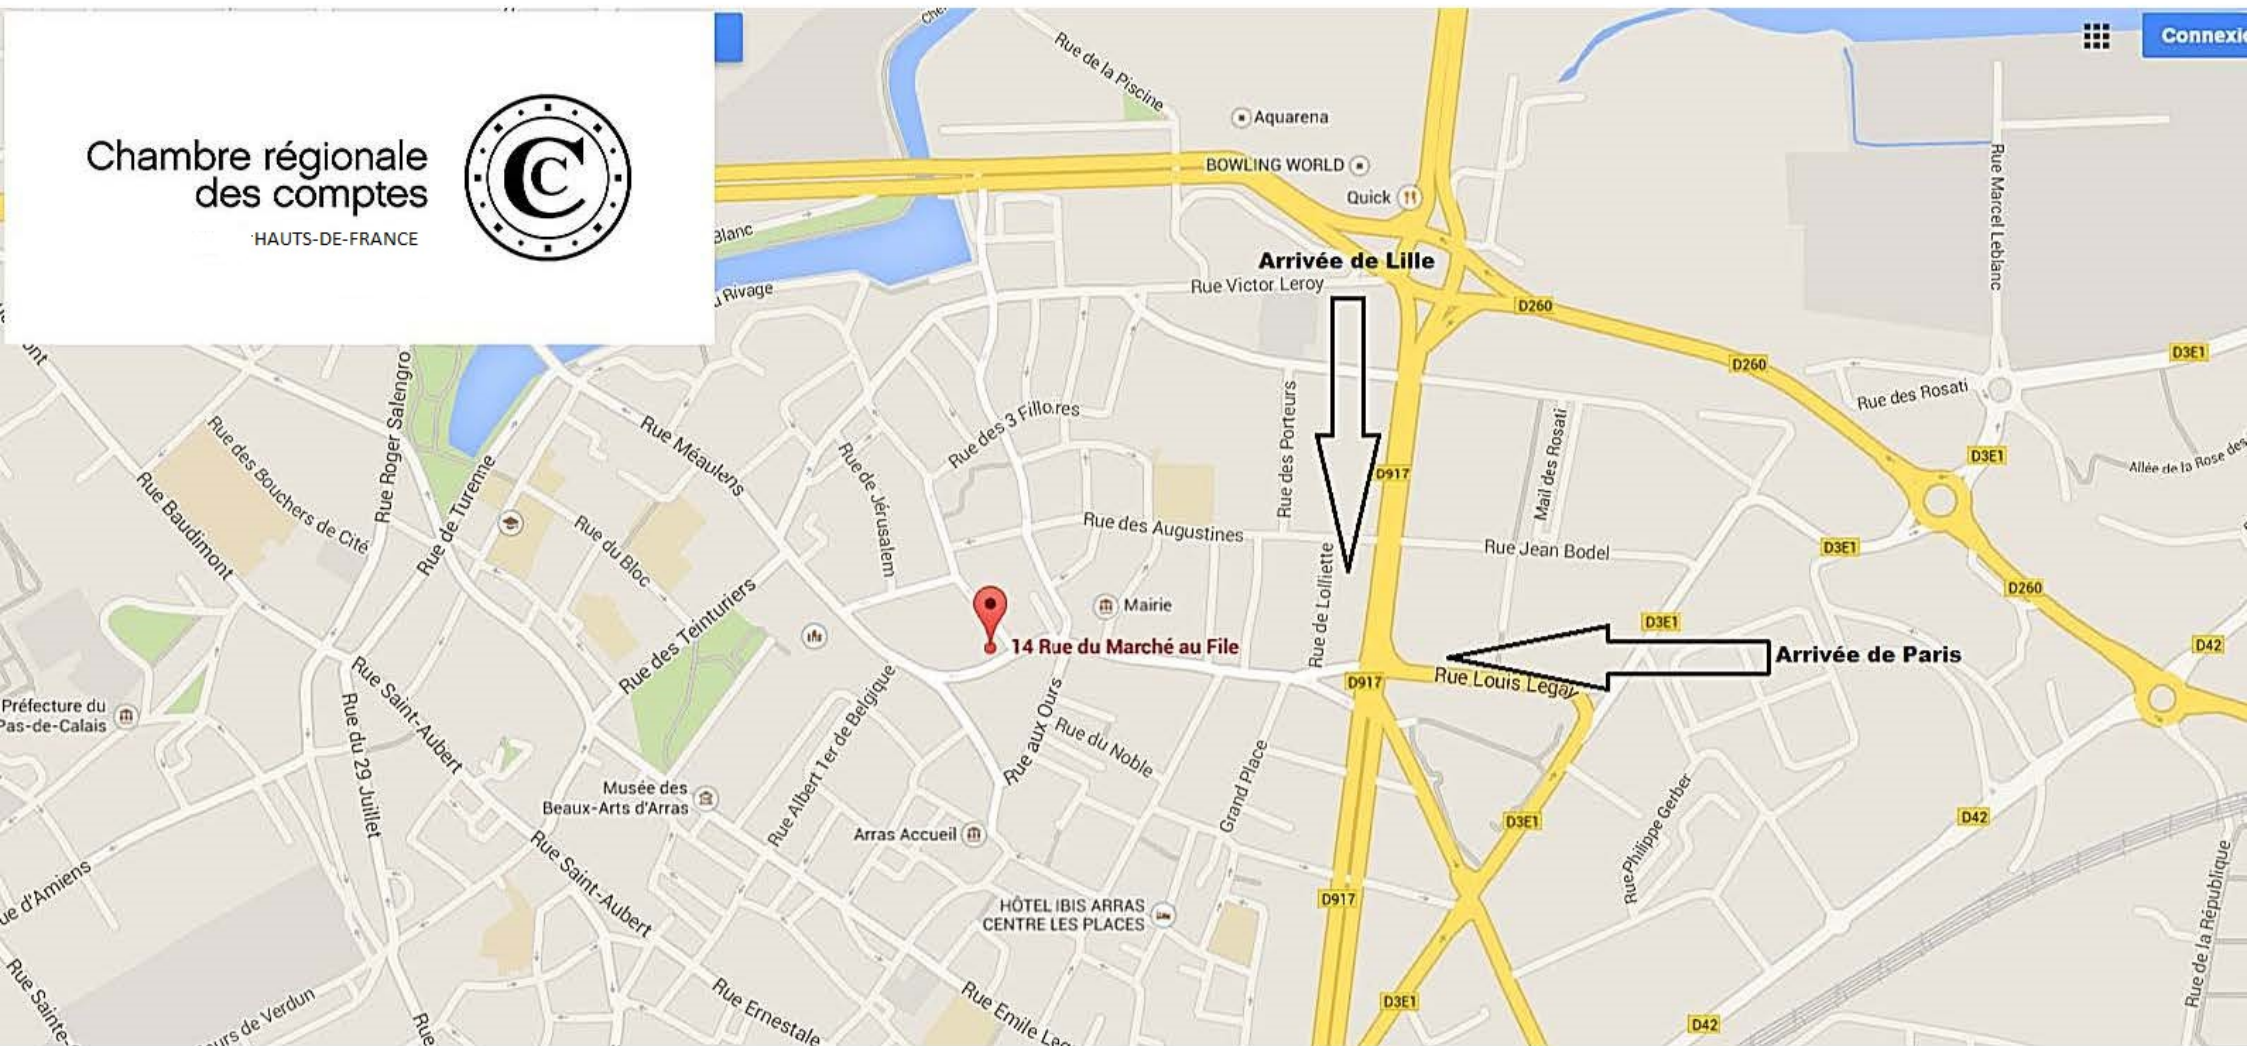 Chambre régionale
des comptes
HAUTS-DE-FRANCE
Connexi
Rue de la Piscine
Aquarena
BOWLING WORLD
Quick
Blanc
Rivage
Arrivée de Lille
Rue Victor Leroy
D260
D260
Rue Marcel Leblanc
D3E1
Rue des Rosati
D3E1
Allée de la Rose des
Rue Roger Salengro
Rue Méaulens
Rue des 3 Fillores
Rue des Porteurs
Mail des Rosati
D917
Rue des Bouchers de Cité
Rue Baudimont
Rue de Turenne
Rue du Bloc
Rue de Jérusalem
Rue des Augustines
Rue Jean Bodel
D3E1
D260
Rue de Lolliette
Rue des Teinturiers
Mairie
14 Rue du Marché au File
D3E1
Arrivée de Paris
D42
Rue Louis Legay
D917
Préfecture du
Pas-de-Calais
Rue Saint-Aubert
Rue du 29 Juillet
Rue Albert 1er de Belgique
Rue aux Ours
Rue du Noble
Grand Place
Musée des
Beaux-Arts d'Arras
Arras Accueil
D3E1
Rue Philippe Gerber
D42
Rue Saint-Aubert
ue d'Amiens
HÔTEL IBIS ARRAS
CENTRE LES PLACES
D917
Rue de la République
Rue Sainte-
urs de Verdun
Rue
Rue Ernestale
Rue Emile Leg
D3E1
D42